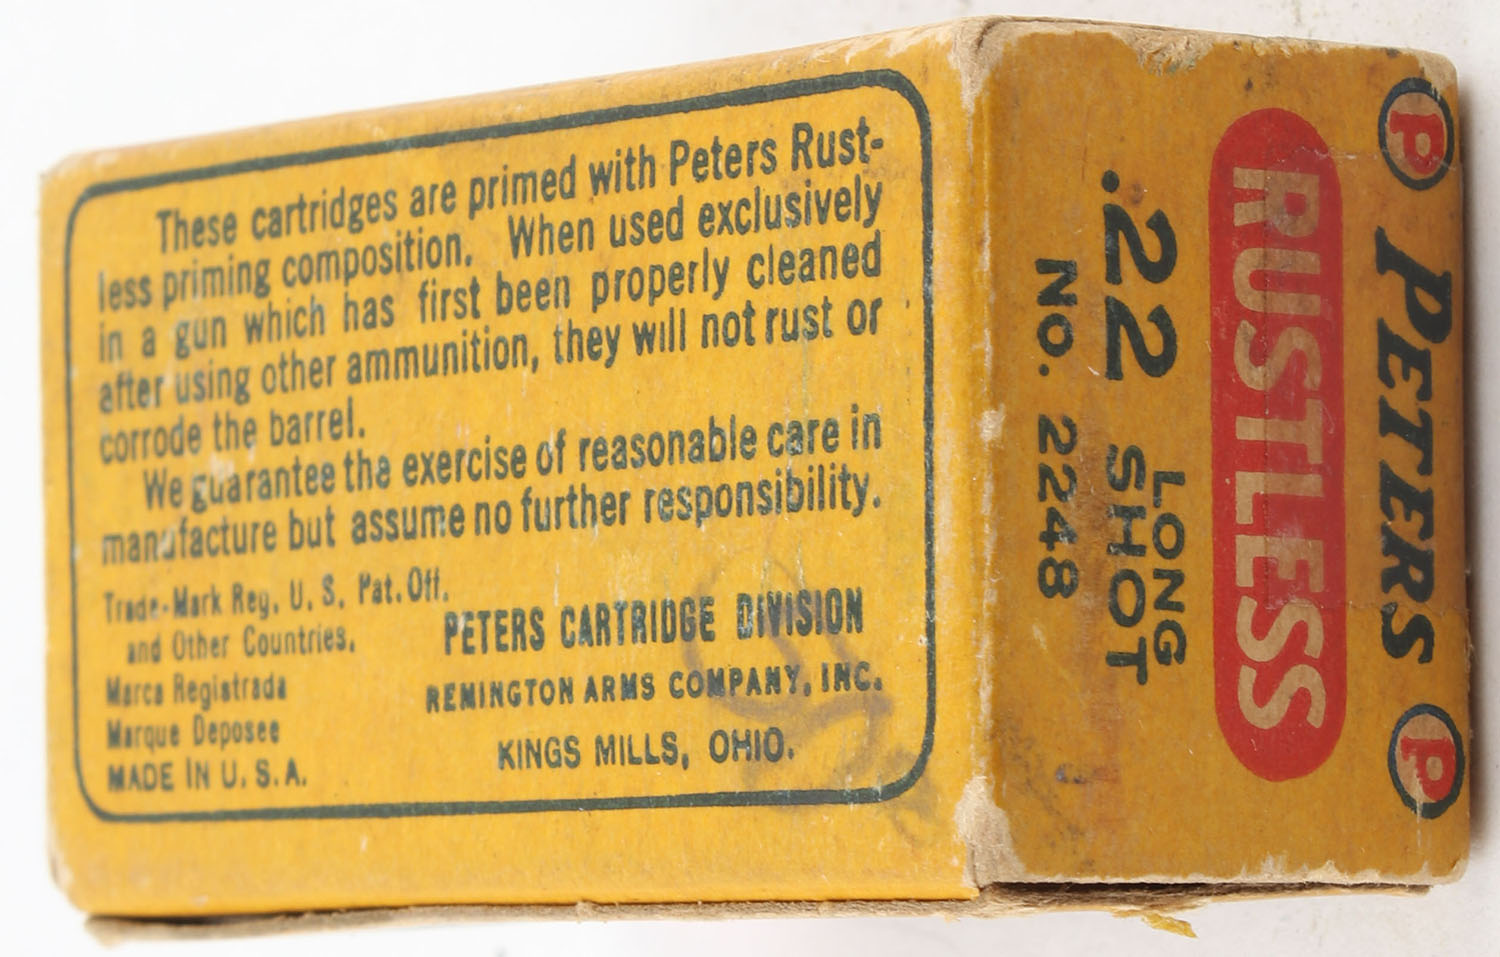 These cartridges are primed with Peters Rust-
less priming composition. When used exclusively
in a gun which has first been properly cleaned
after using other ammunition, they will not rust or
corrode the barrel.
We guarantee the exercise of reasonable care in
manufacture but assume no further responsibility.
Trade-Mark Reg. U. S. Pat. Off.
and Other Countries.
Marca Registrada
Marque Deposee
MADE IN U. S. A.
PETERS CARTRIDGE DIVISION
REMINGTON ARMS COMPANY, INC.
KINGS MILLS, OHIO.
P PETERS P
RUSTLESS
.22 LONG SHOT
No. 2248